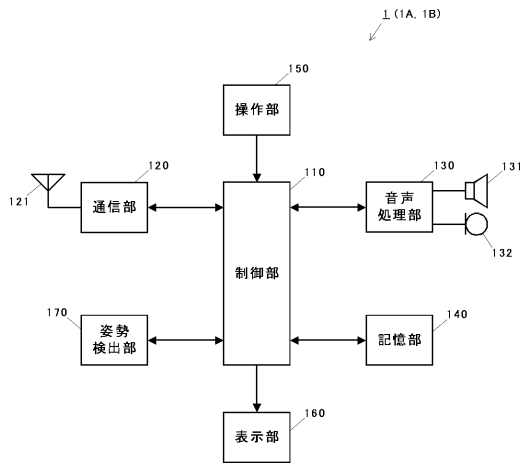 1 (1A, 1B)
150
操作部
120
110
130
131
121
通信部
音声
処理部
132
制御部
170
140
姿勢
検出部
記憶部
160
表示部